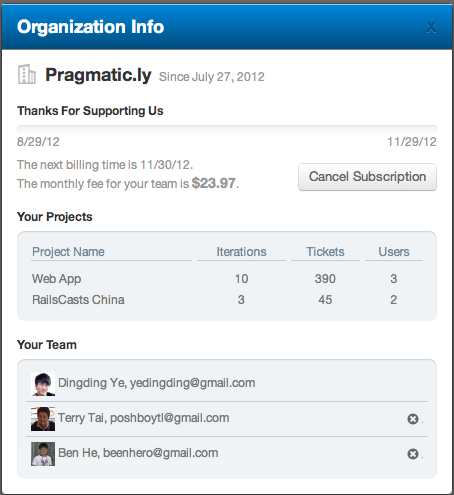 Organization Info X
Pragmatic.ly Since July 27, 2012
Thanks For Supporting Us
8/29/12 11/29/12
The next billing time is 11/30/12.
The monthly fee for your team is $23.97.
Cancel Subscription
Your Projects
Project Name Iterations Tickets Users
Web App 10 390 3
RailsCasts China 3 45 2
Your Team
Dingding Ye, yedingding@gmail.com
Terry Tai, poshboytl@gmail.com
Ben He, beenhero@gmail.com